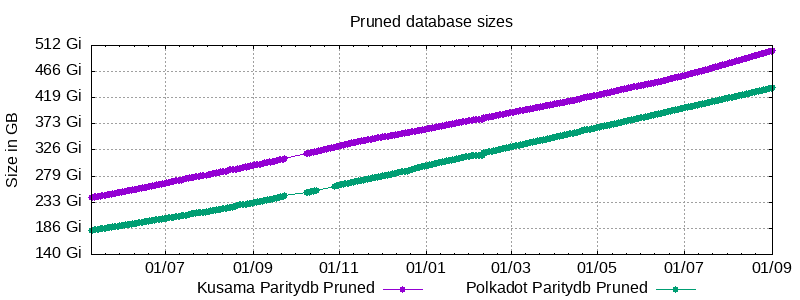 Pruned database sizes
Size in GB
512 Gi
466 Gi
419 Gi
373 Gi
326 Gi
279 Gi
233 Gi
186 Gi
140 Gi
01/07 01/09 01/11 01/01 01/03 01/05 01/07 01/09
Kusama Paritydb Pruned Polkadot Paritydb Pruned